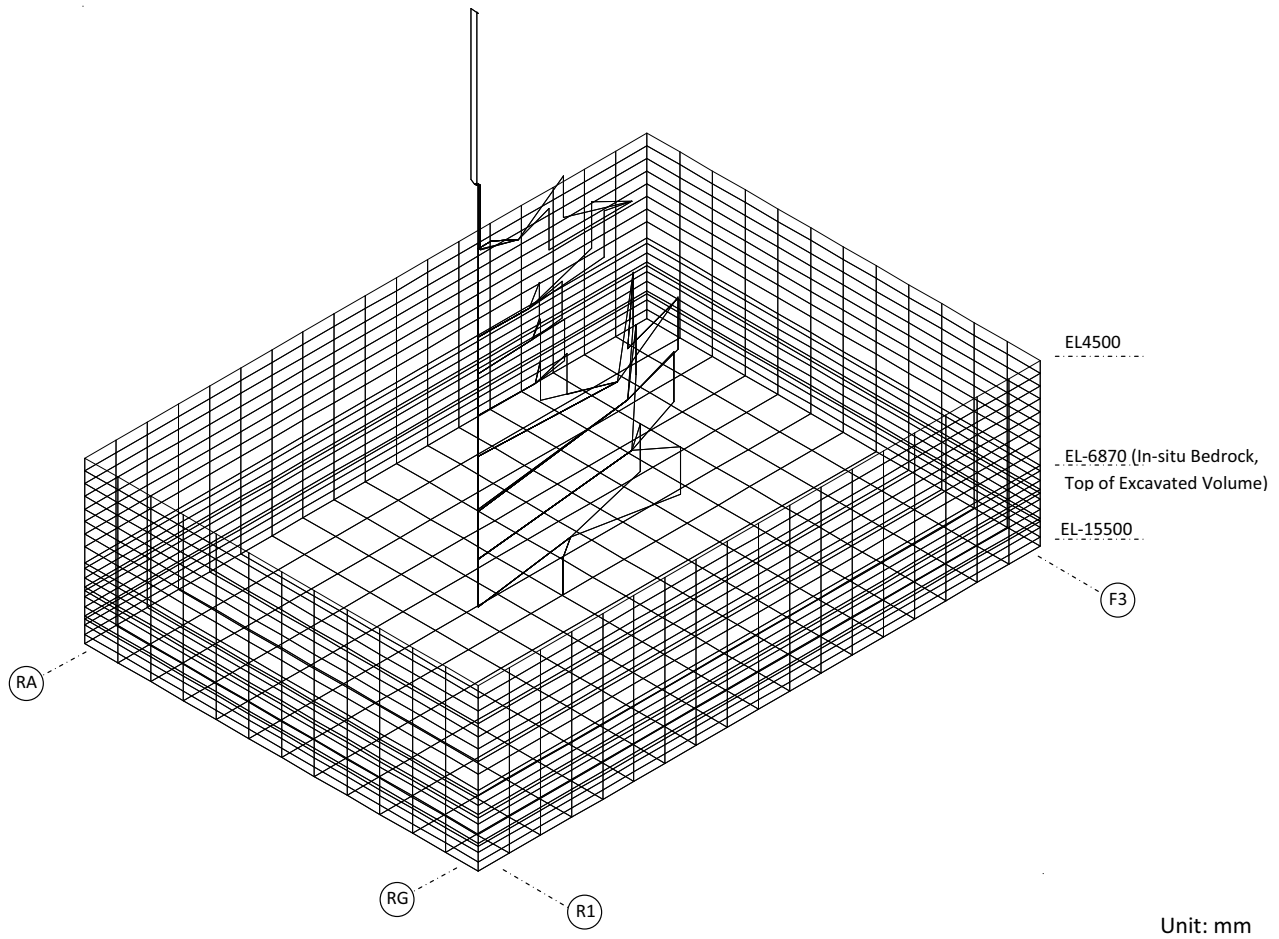 EL4500
EL-6870 (In-situ Bedrock,
Top of Excavated Volume)
EL-15500
F3
RA
RG
R1
Unit: mm